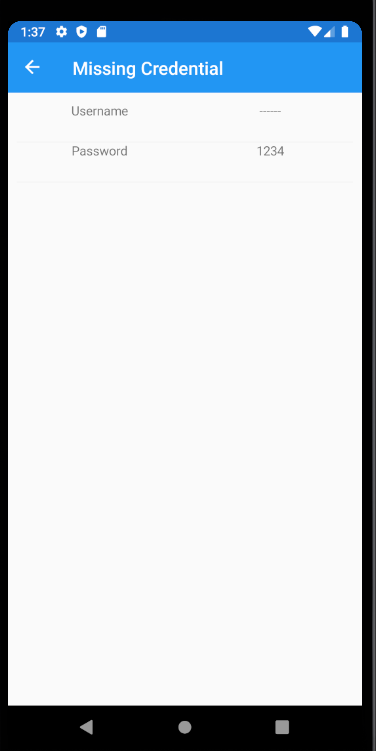 1:37
Missing Credential
Username ------
Password 1234